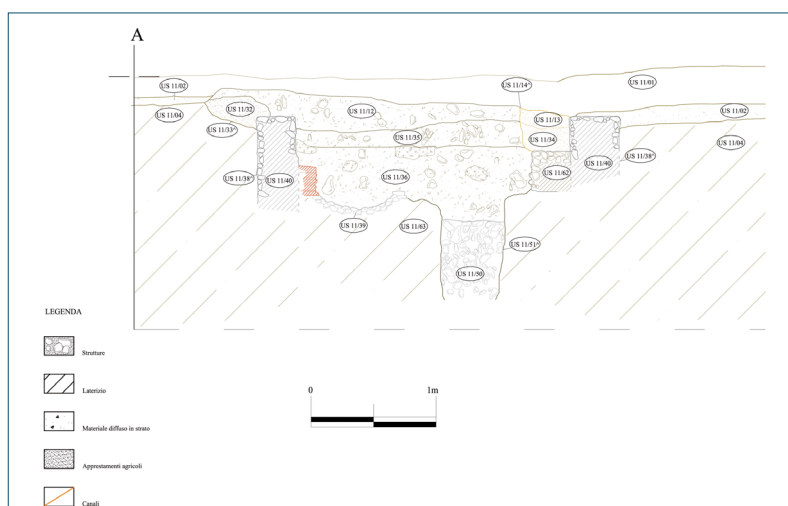 A
US 11/02
US 11/14^
US 11/01
US 11/32
US 11/12
US 11/13
US 11/02
US 11/04
US 11/33^
US 11/35
US 11/34
US 11/04
US 11/38^
US 11/40
US 11/36
US 11/62
US 11/40
US 11/38^
US 11/39
US 11/63
US 11/51^
US 11/50
LEGENDA
Strutture
Laterizio
Materiale diffuso in strato
Apprestamenti agricoli
Canali
0 1m